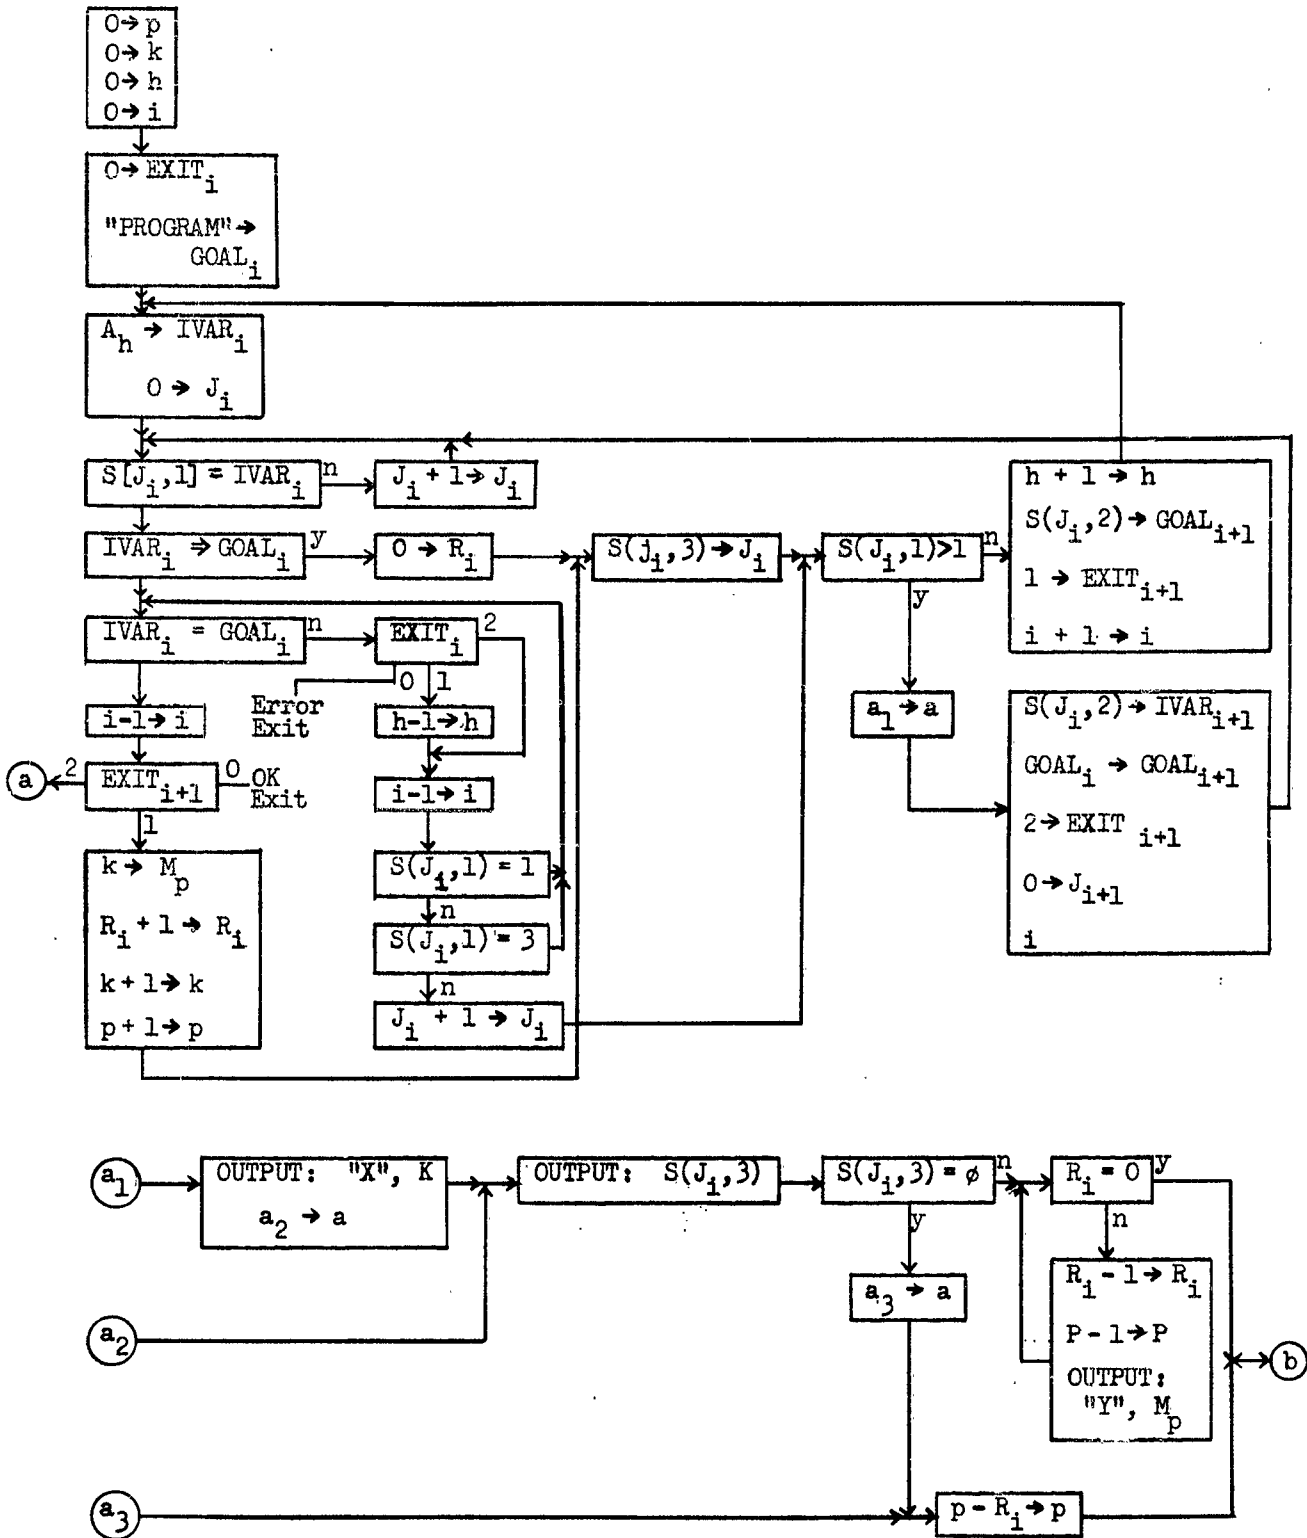 0→p
0→k
0→h
0→i
0→EXIT_i
"PROGRAM"→
GOAL_i
A_h → IVAR_i
0 → J_i
S[J_i,1] = IVAR_i
n
J_i + 1→J_i
IVAR_i ⇒ GOAL_i
y
0 → R_i
S(j_i,3)→J_i
S(J_i,1)>1
n
y
h + 1 → h
S(J_i,2)→GOAL_i+1
1 → EXIT_i+1
i + 1 → i
IVAR_i = GOAL_i
n
EXIT_i
2
0
1
Error
Exit
i-1→i
h-1→h
a_1→a
S(J_i,2)→IVAR_i+1
GOAL_i → GOAL_i+1
2→EXIT_i+1
0→J_i+1
i
a
2
EXIT_i+1
0
OK
Exit
1
i-1→i
k→ M_p
R_i + 1 → R_i
k+1→k
p+1→p
S(J_i,1) = 1
n
S(J_i,1) = 3
n
J_i + 1 → J_i
a_1
OUTPUT: "X", K
a_2 → a
OUTPUT: S(J_i,3)
S(J_i,3) = ø
n
y
R_i = 0
y
n
a_3 → a
R_i - 1→R_i
P - 1→P
OUTPUT:
"Y", M_p
a_2
b
a_3
p - R_i → p